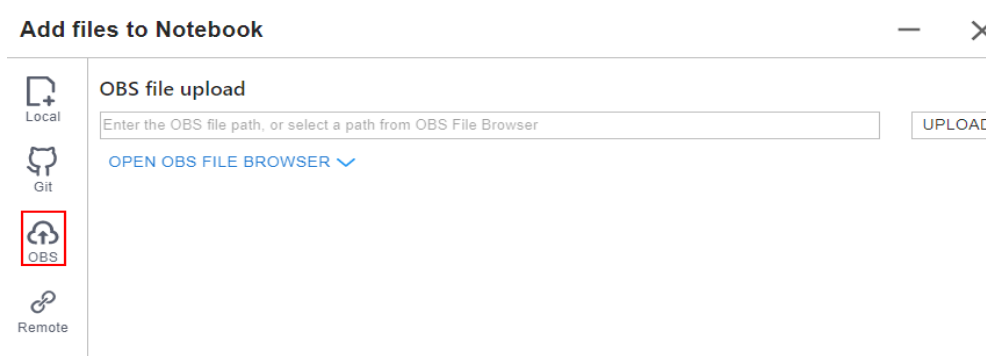 Add files to Notebook
Local
Git
OBS
Remote
OBS file upload
Enter the OBS file path, or select a path from OBS File Browser
UPLOAD
OPEN OBS FILE BROWSER